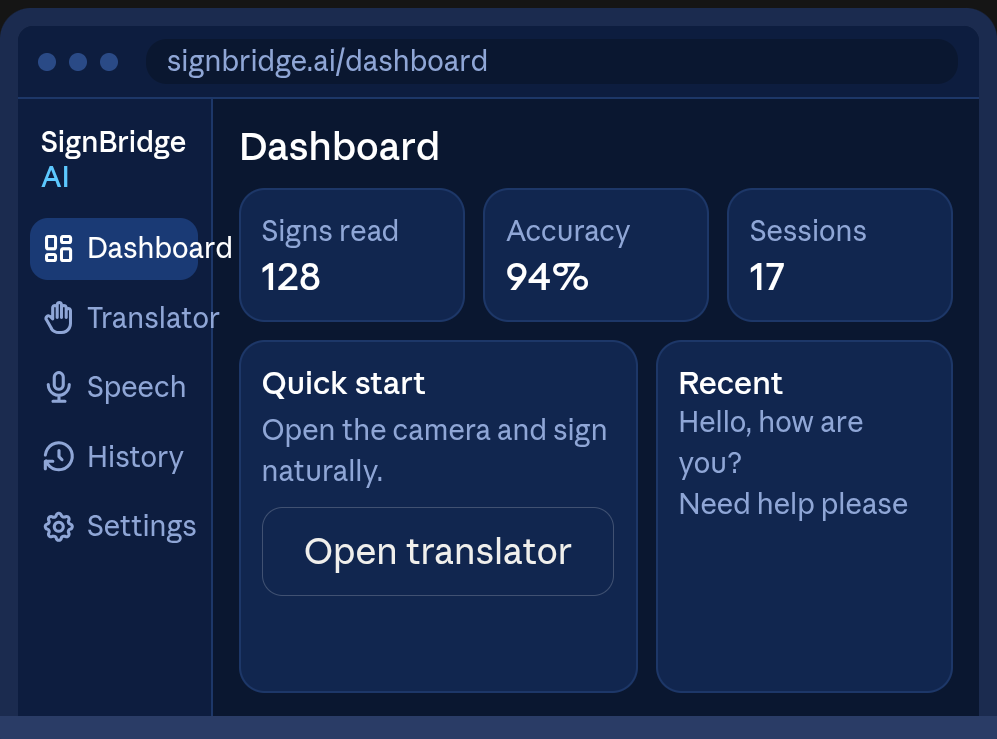 signbridge.ai/dashboard
SignBridge
AI
Dashboard
Translator
Speech
History
Settings
Dashboard
Signs read
128
Accuracy
94%
Sessions
17
Quick start
Open the camera and sign
naturally.
Open translator
Recent
Hello, how are
you?
Need help please